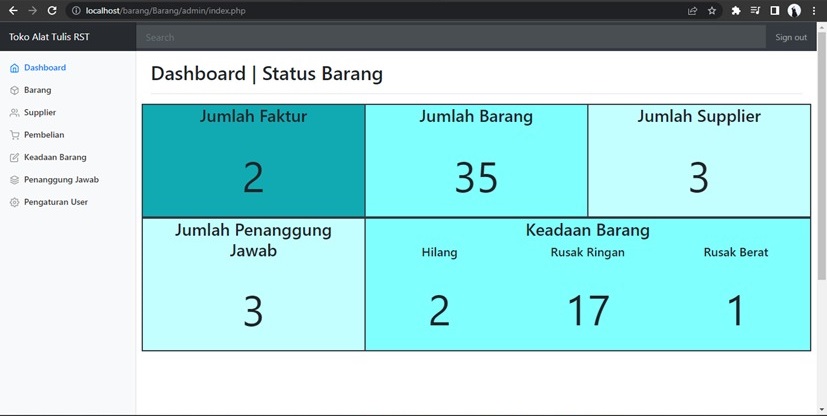 localhost/barang/Barang/admin/index.php
Toko Alat Tulis RST
Search
Sign out
Dashboard
Barang
Supplier
Pembelian
Keadaan Barang
Penanggung Jawab
Pengaturan User
Dashboard | Status Barang
Jumlah Faktur
2
Jumlah Barang
35
Jumlah Supplier
3
Jumlah Penanggung
Jawab
3
Keadaan Barang
Hilang
Rusak Ringan
Rusak Berat
2
17
1